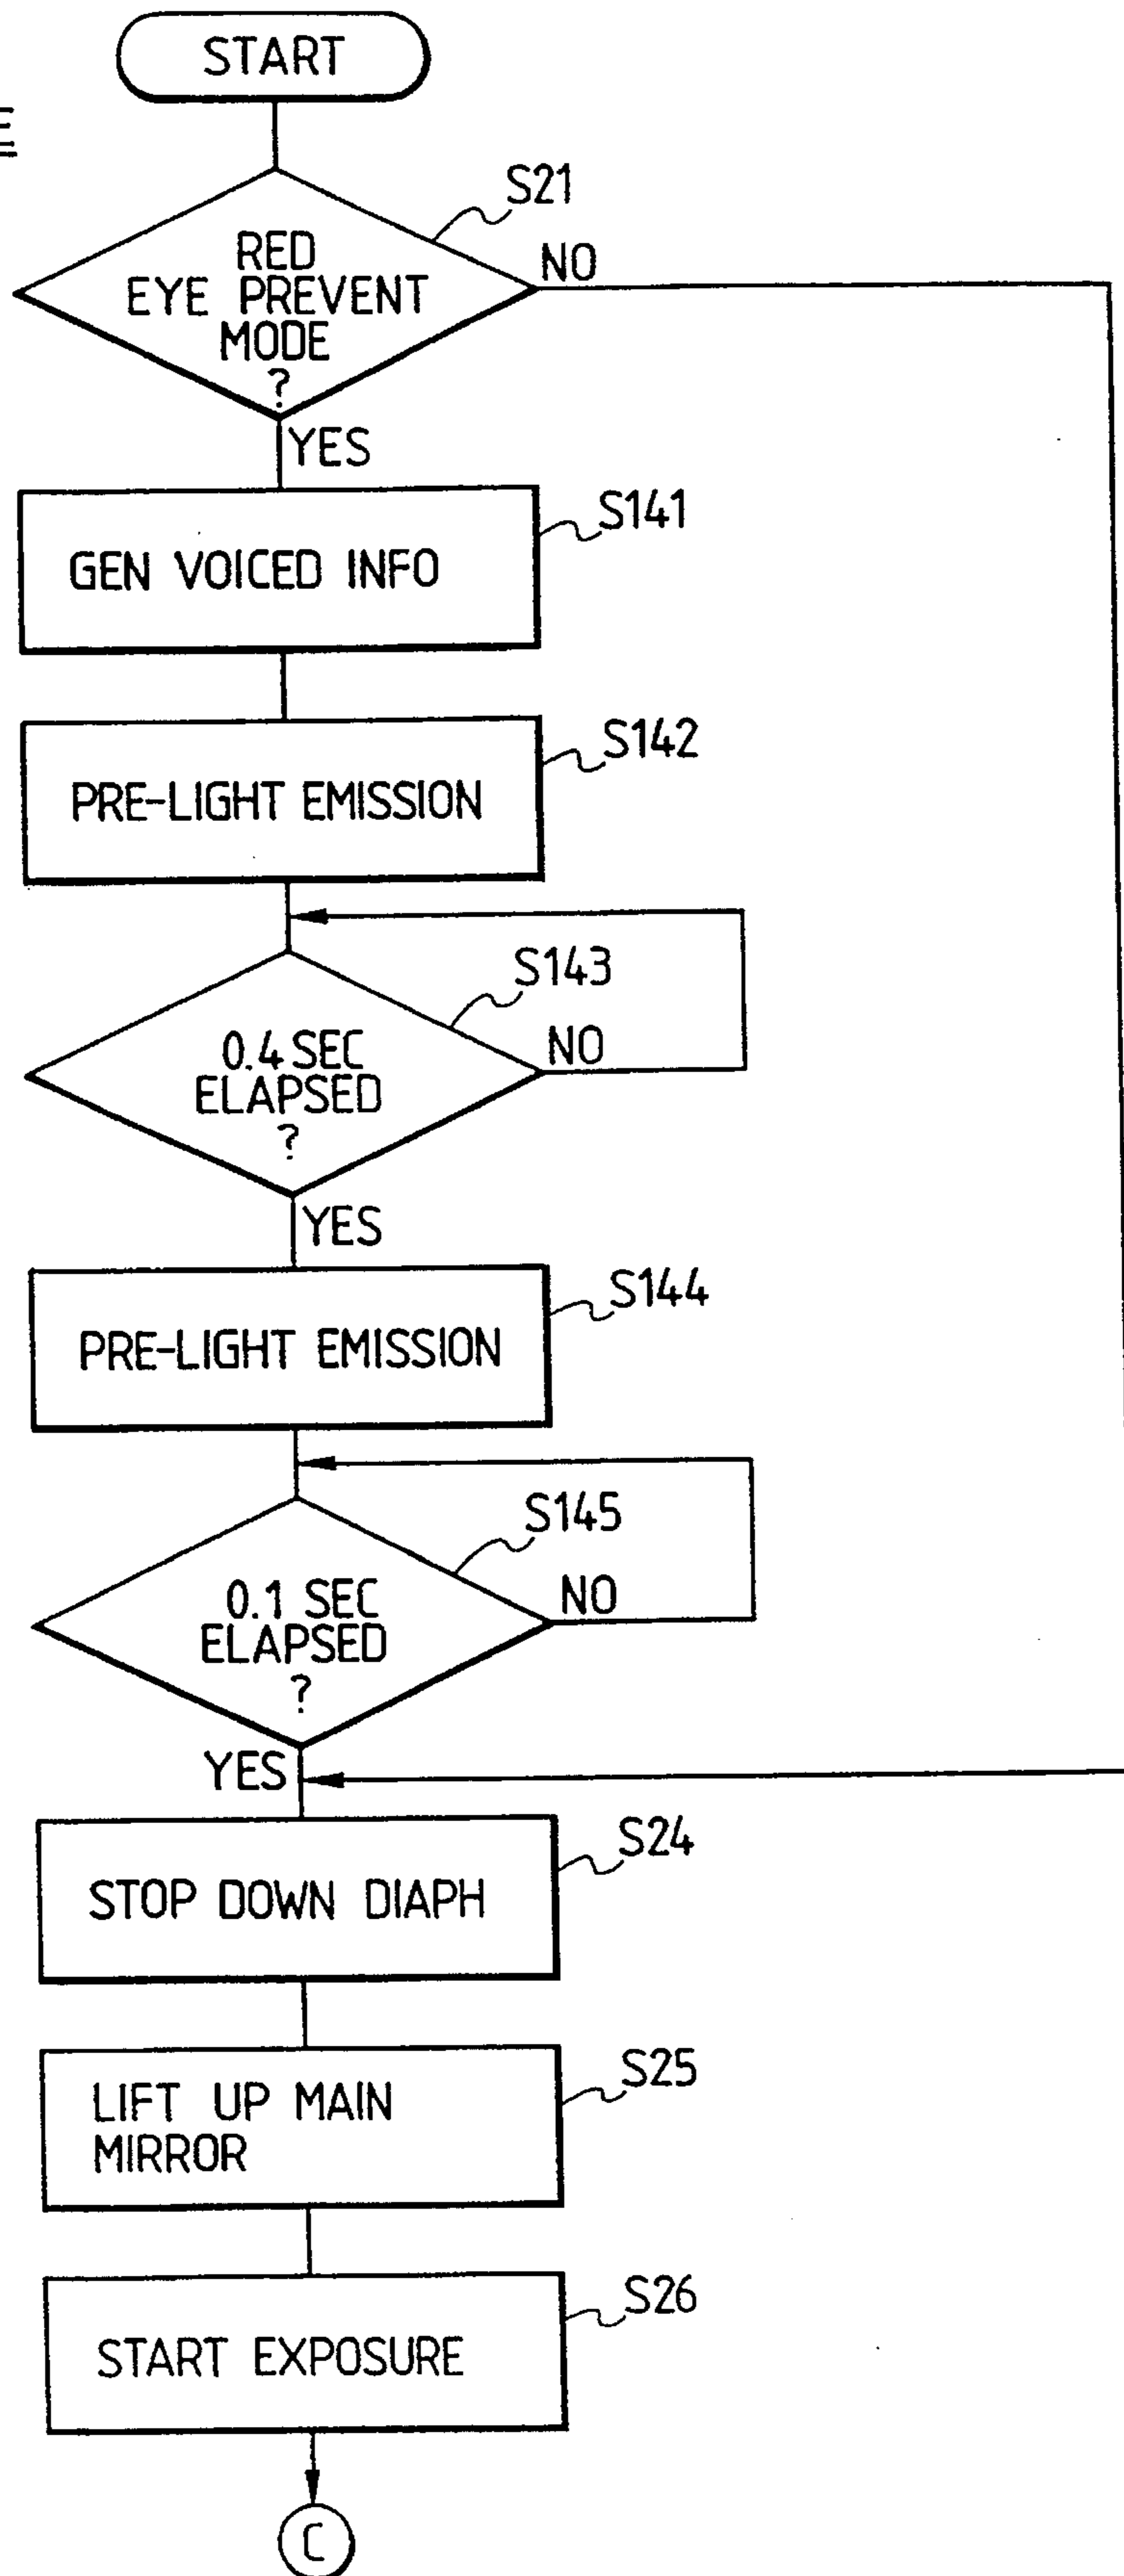 START
E
S21
RED
EYE PREVENT
MODE
?
NO
YES
S141
GEN VOICED INFO
S142
PRE-LIGHT EMISSION
S143
0.4 SEC
ELAPSED
?
NO
YES
S144
PRE-LIGHT EMISSION
S145
0.1 SEC
ELAPSED
?
NO
YES
S24
STOP DOWN DIAPH
S25
LIFT UP MAIN
MIRROR
S26
START EXPOSURE
C